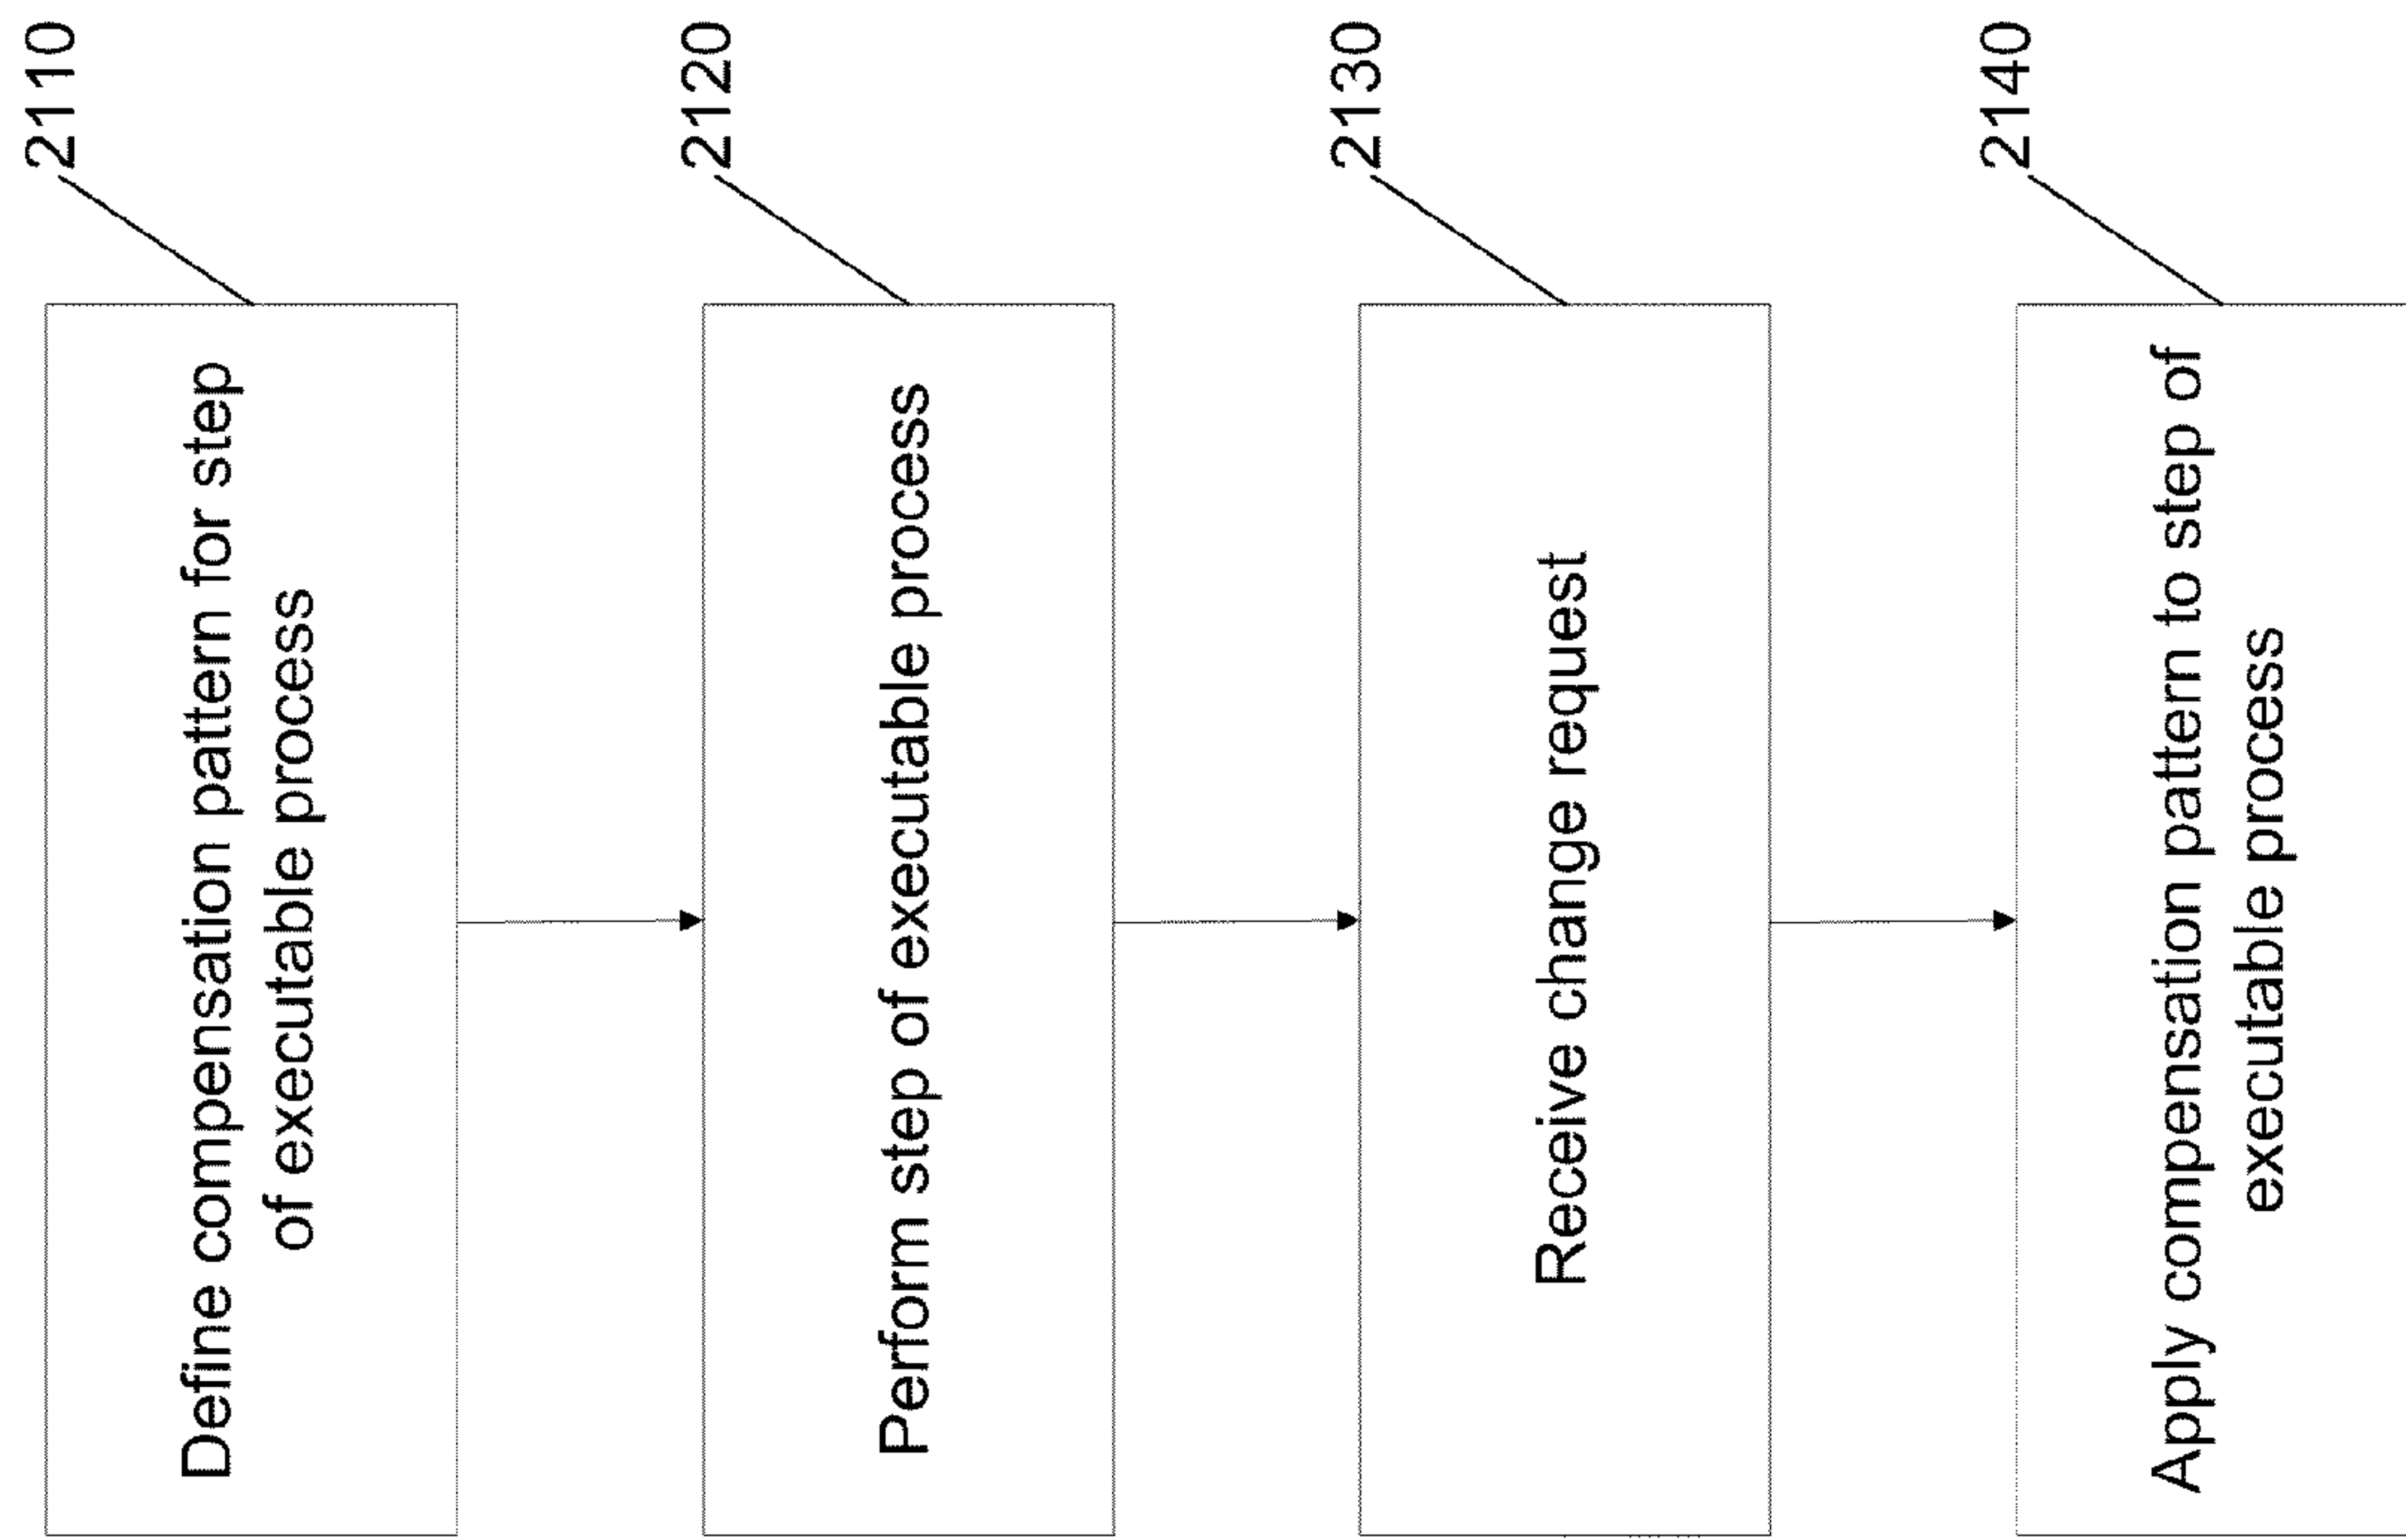 2110
Define compensation pattern for step
of executable process
2120
Perform step of executable process
2130
Receive change request
2140
Apply compensation pattern to step of
executable process